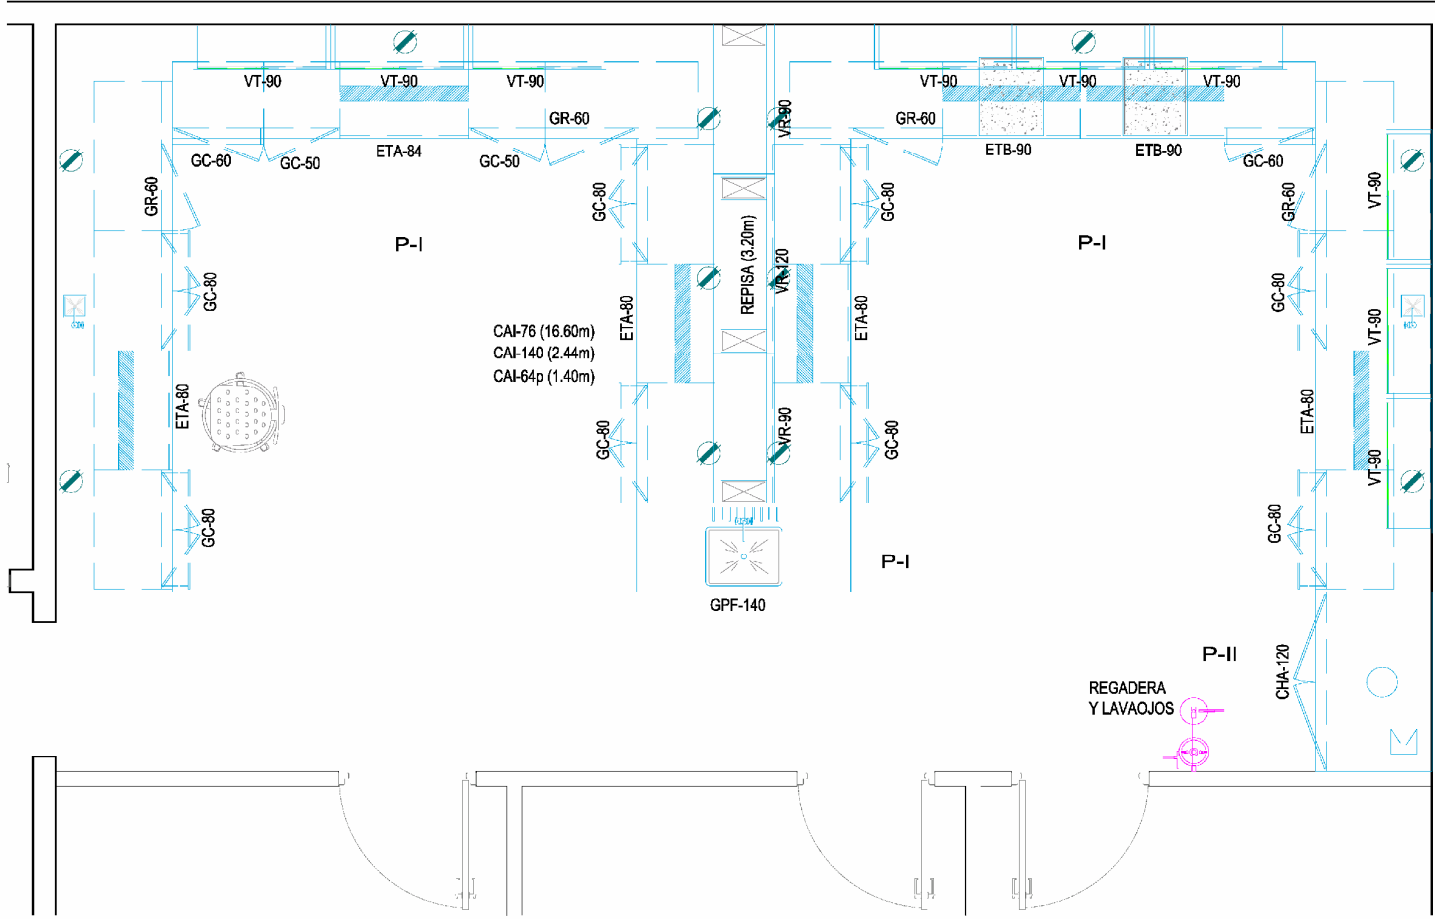 VT-90
VT-90
VT-90
VT-90
VT-90
VT-90
GR-60
VR-90
GR-60
GC-60
GC-50
ETA-84
GC-50
ETB-90
ETB-90
GC-60
GR-60
GC-80
GC-80
GR-60
VT-90
P-I
P-I
REPISA (3.20m)
VR-120
GC-80
GC-80
ETA-80
ETA-80
VT-90
CAI-76 (16.60m)
CAI-140 (2.44m)
CAI-64p (1.40m)
ETA-80
ETA-80
GC-80
VR-90
GC-80
VT-90
GC-80
GC-80
P-I
GPF-140
P-II
CHA-120
REGADERA
Y LAVAOJOS